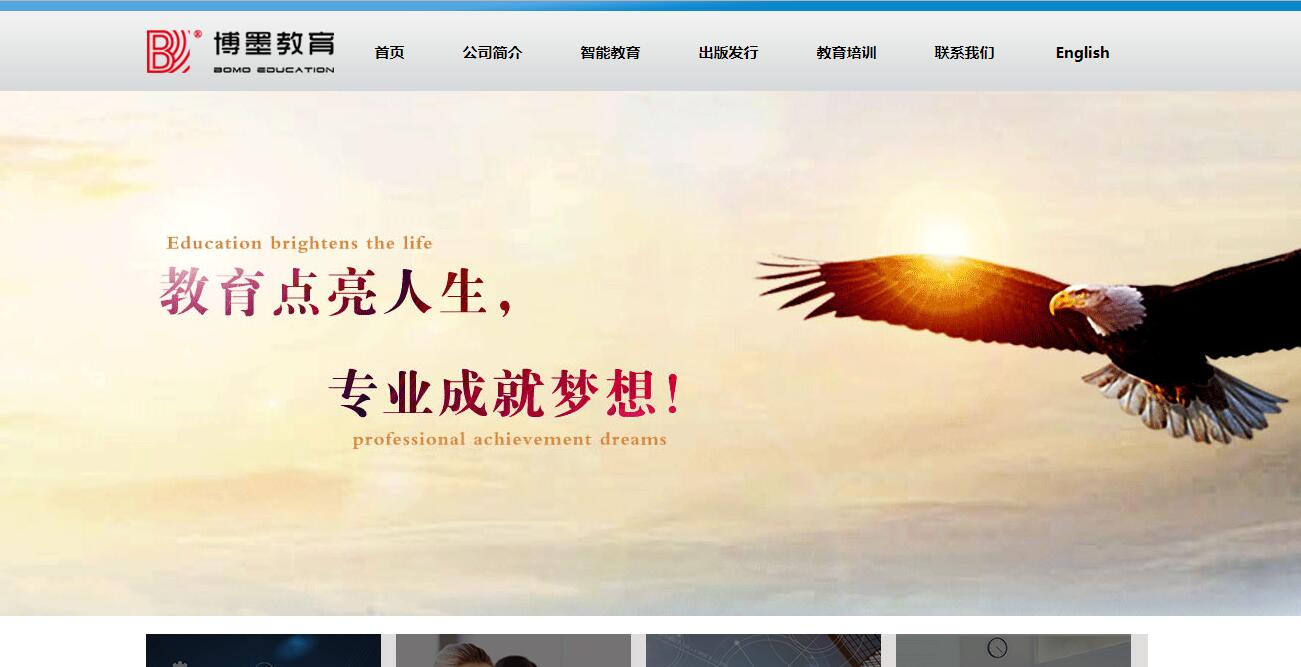 博墨教育
BOMO EDUCATION
首页 公司简介 智能教育 出版发行 教育培训 联系我们 English
Education brightens the life
教育点亮人生，
专业成就梦想！
professional achievement dreams